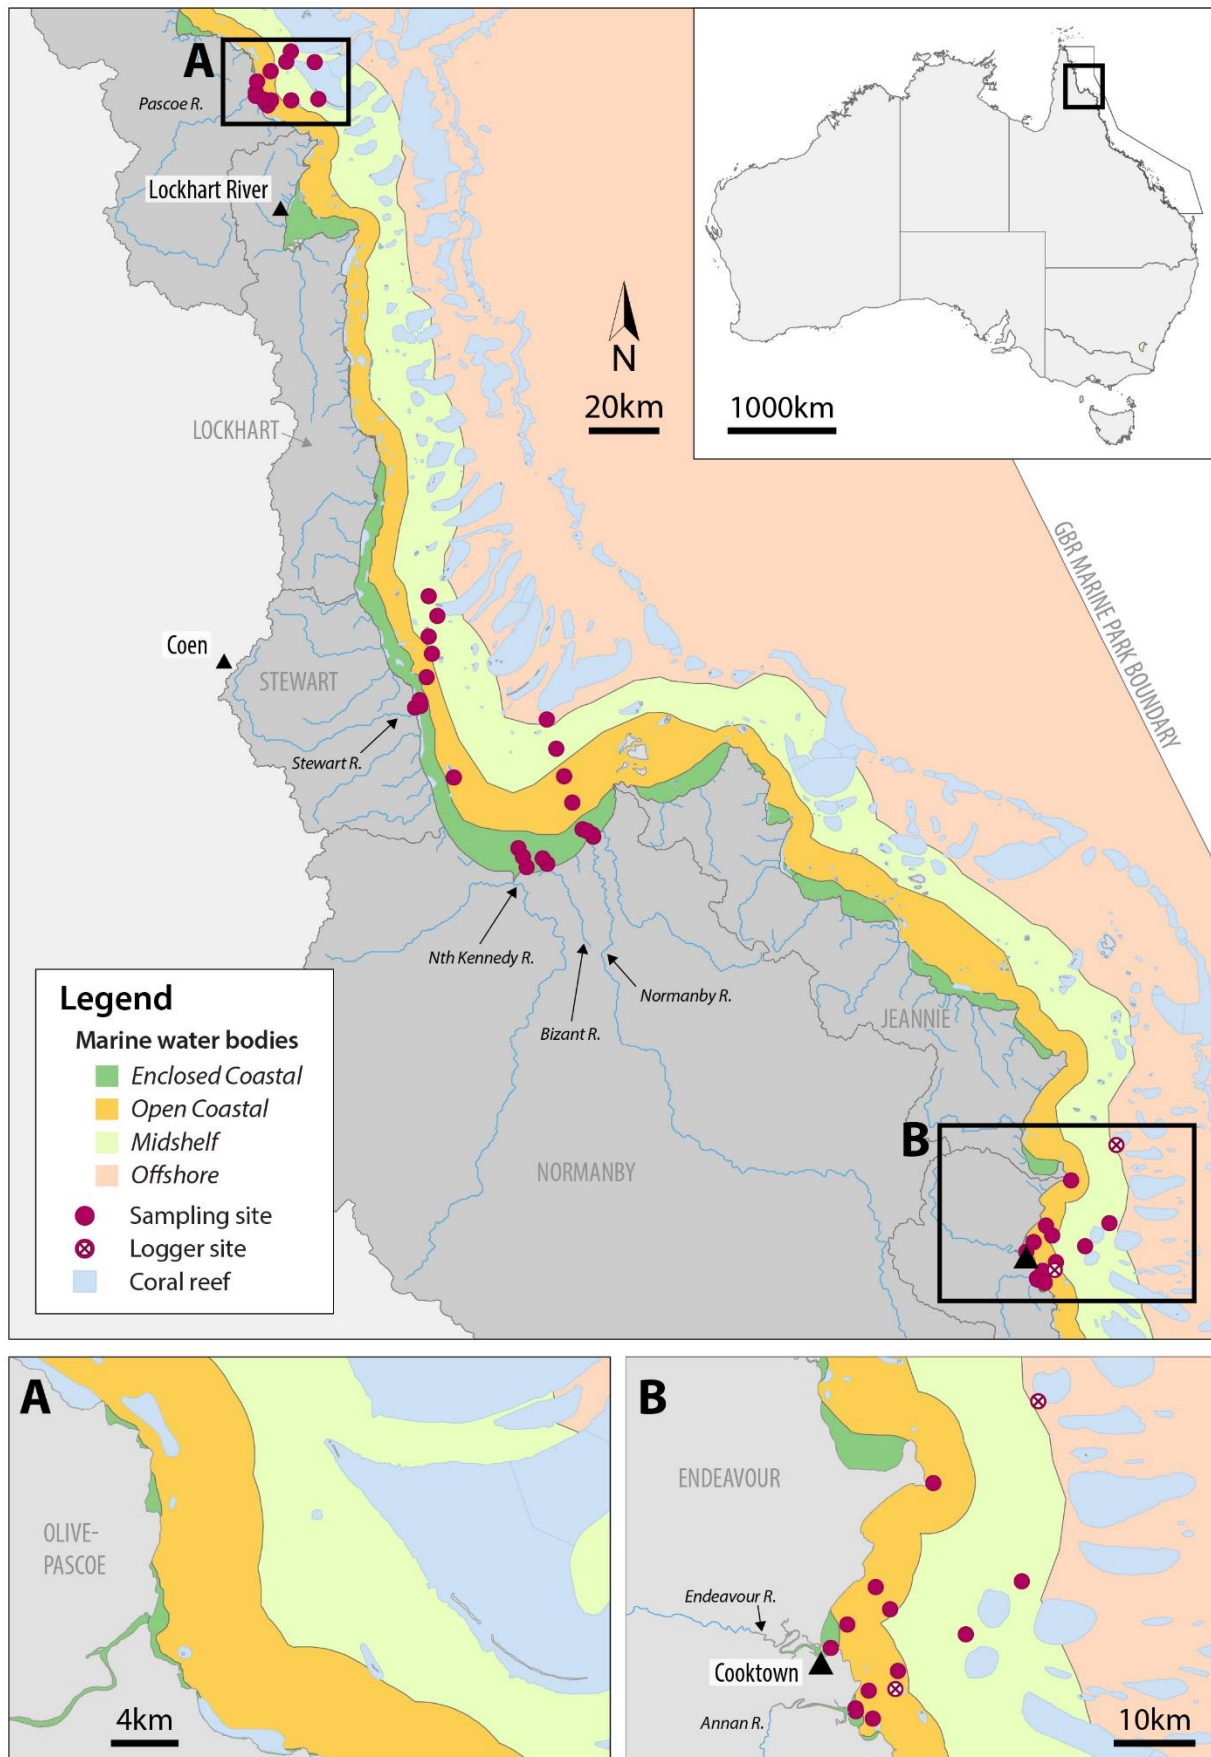 A
Pascoe R.
Lockhart River
N
20km
1000km
LOCKHART
GBR MARINE PARK BOUNDARY
Coen
STEWART
Stewart R.
Nth Kennedy R.
Normanby R.
Bizant R.
JEANNIE
NORMANBY
B
Legend
Marine water bodies
Enclosed Coastal
Open Coastal
Midshelf
Offshore
Sampling site
Logger site
Coral reef
A
OLIVE-
PASCOE
4km
B
ENDEAVOUR
Endeavour R.
Cooktown
Annan R.
10km